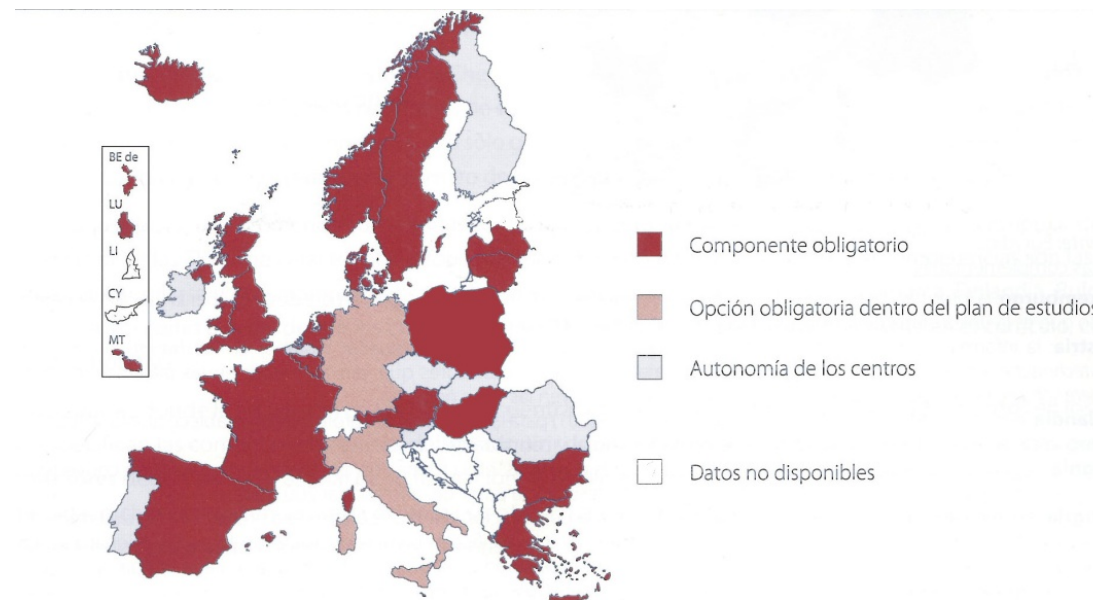 BE de
LU
LI
CY
MT
Componente obligatorio
Opción obligatoria dentro del plan de estudios
Autonomía de los centros
Datos no disponibles